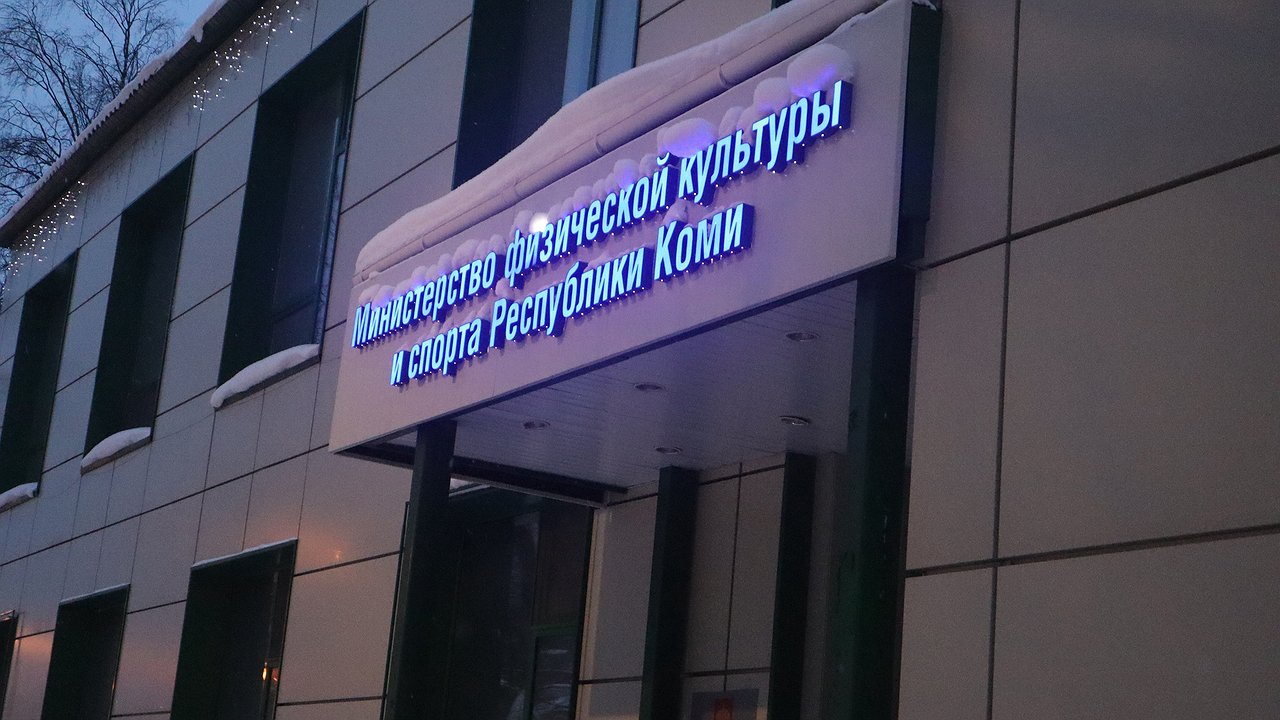 Министерство физической культуры
и спорта Республики Коми